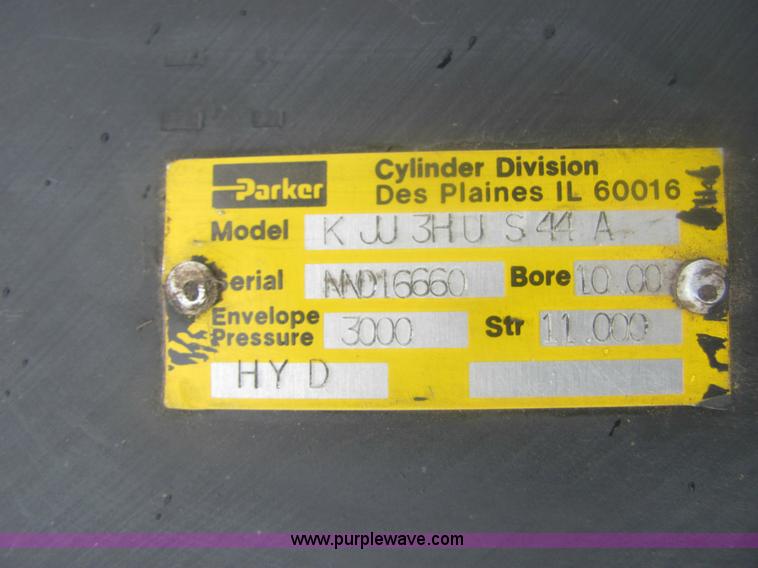 Parker
Cylinder Division
Des Plaines IL 60016
Model K JJ 3HU S 44 A
Serial NND16660 Bore 10.00
Envelope Pressure 3000 Str 11.000
HYD
www.purplewave.com